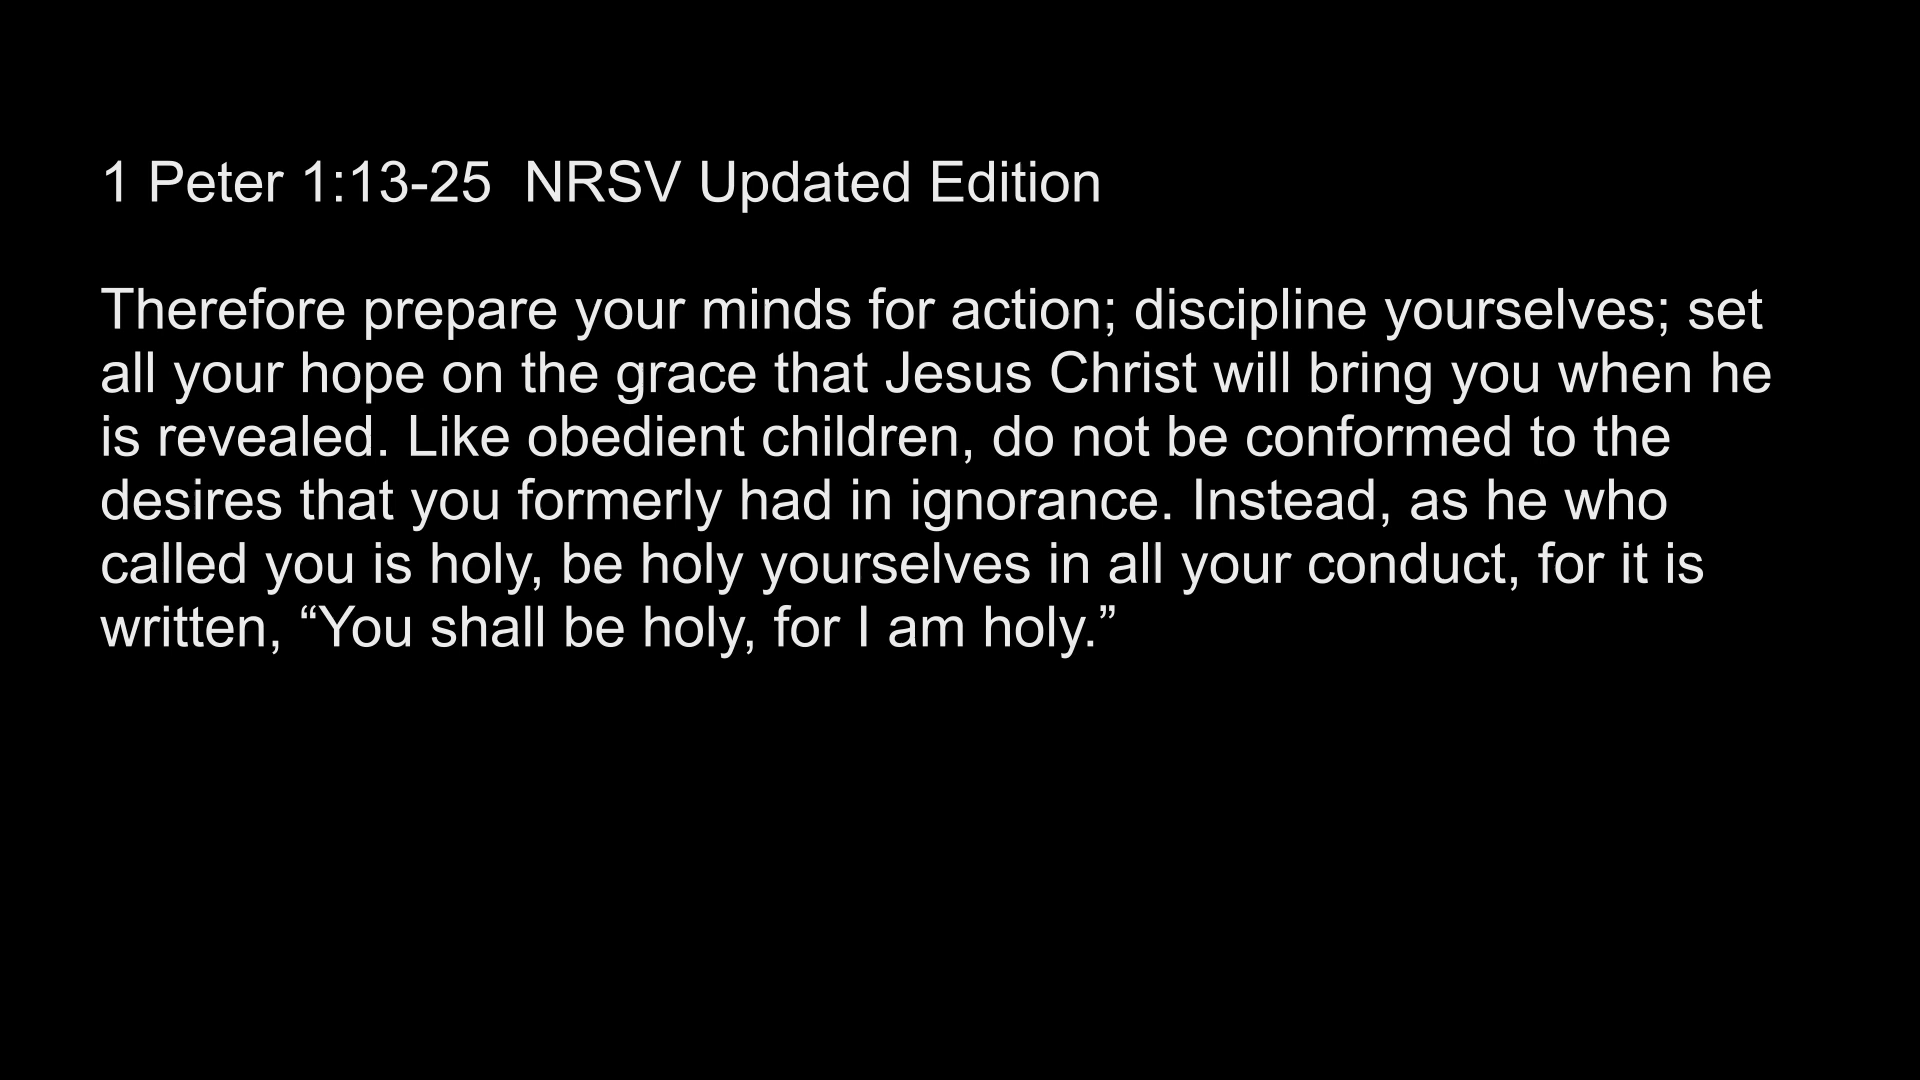 1 Peter 1:13-25  NRSV Updated Edition
Therefore prepare your minds for action; discipline yourselves; set
all your hope on the grace that Jesus Christ will bring you when he
is revealed. Like obedient children, do not be conformed to the
desires that you formerly had in ignorance. Instead, as he who
called you is holy, be holy yourselves in all your conduct, for it is
written, “You shall be holy, for I am holy.”